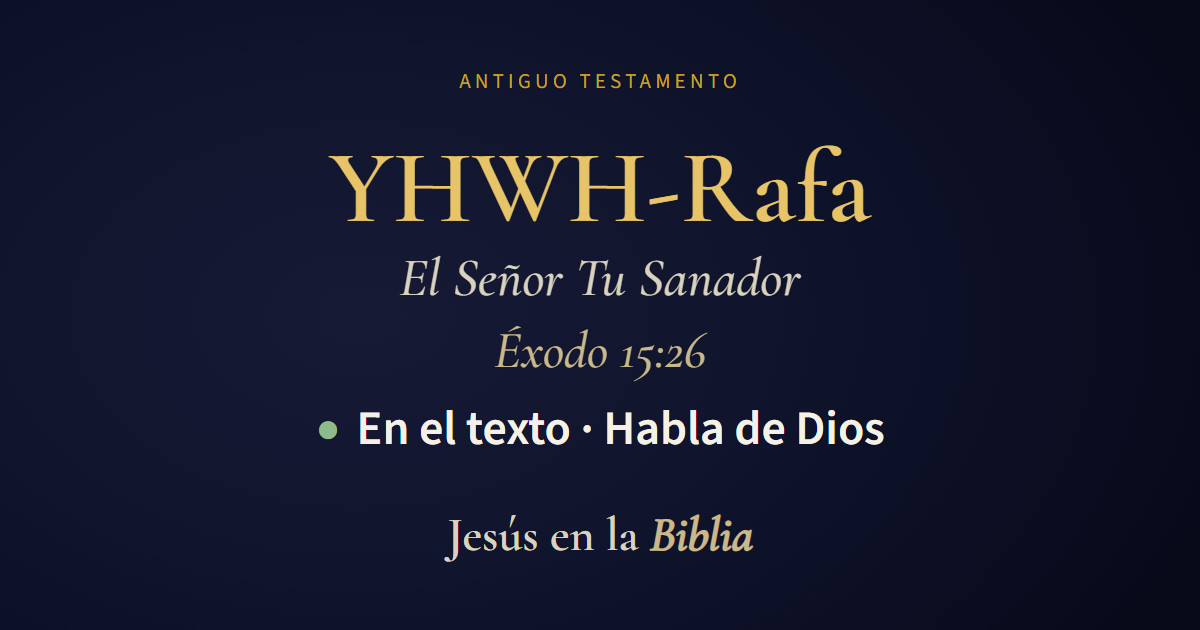 ANTIGUO TESTAMENTO
YHWH-Rafa
El Señor Tu Sanador
Éxodo 15:26
En el texto · Habla de Dios
Jesús en la Biblia